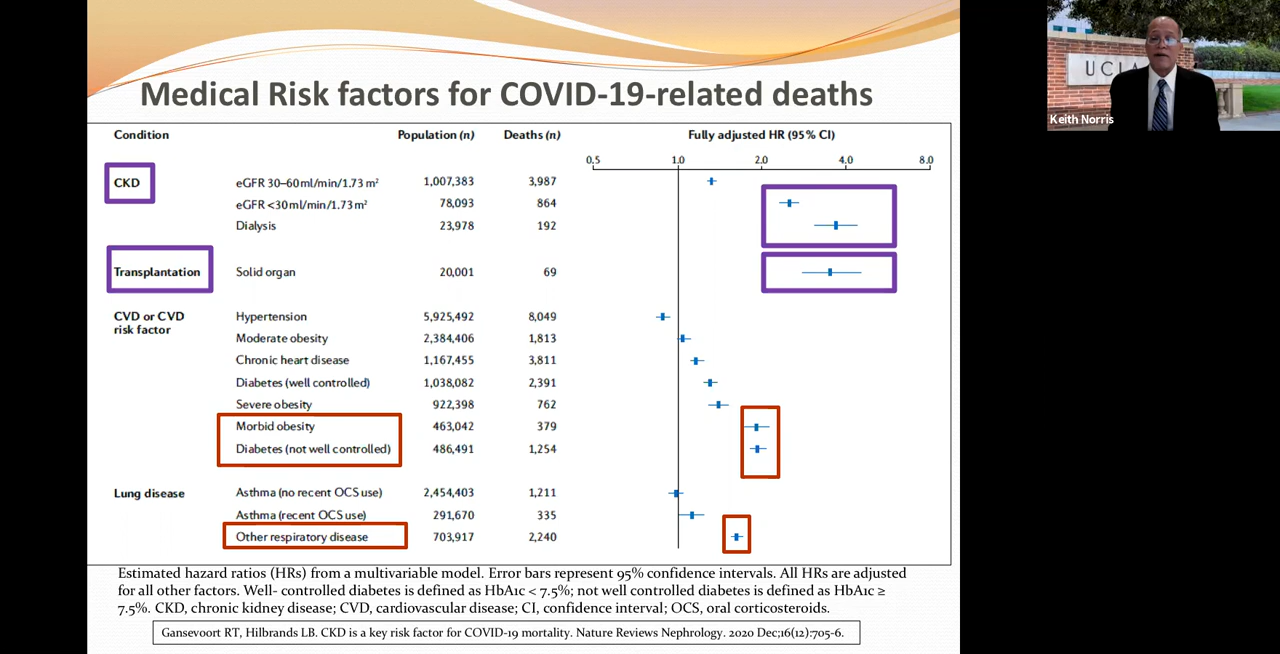 Medical Risk factors for COVID-19-related deaths
UCLA
Keith Norris
Condition Population (n) Deaths (n) Fully adjusted HR (95% CI)
0.5 1.0 2.0 4.0 8.0
CKD eGFR 30–60 ml/min/1.73 m² 1,007,383 3,987
eGFR <30 ml/min/1.73 m² 78,093 864
Dialysis 23,978 192
Transplantation Solid organ 20,001 69
CVD or CVD risk factor Hypertension 5,925,492 8,049
Moderate obesity 2,384,406 1,813
Chronic heart disease 1,167,455 3,811
Diabetes (well controlled) 1,038,082 2,391
Severe obesity 922,398 762
Morbid obesity 463,042 379
Diabetes (not well controlled) 486,491 1,254
Lung disease Asthma (no recent OCS use) 2,454,403 1,211
Asthma (recent OCS use) 291,670 335
Other respiratory disease 703,917 2,240
Estimated hazard ratios (HRs) from a multivariable model. Error bars represent 95% confidence intervals. All HRs are adjusted
for all other factors. Well- controlled diabetes is defined as HbA1c < 7.5%; not well controlled diabetes is defined as HbA1c ≥
7.5%. CKD, chronic kidney disease; CVD, cardiovascular disease; CI, confidence interval; OCS, oral corticosteroids.
Gansevoort RT, Hilbrands LB. CKD is a key risk factor for COVID-19 mortality. Nature Reviews Nephrology. 2020 Dec;16(12):705-6.